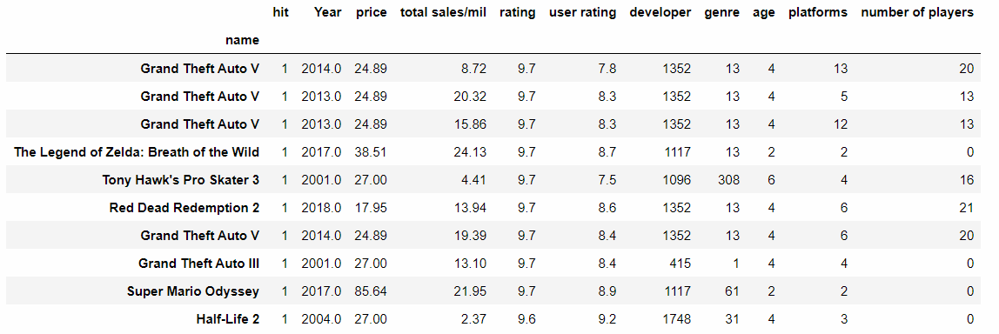 hit Year price total sales/mil rating user rating developer genre age platforms number of players
name
Grand Theft Auto V 1 2014.0 24.89 8.72 9.7 7.8 1352 13 4 13 20
Grand Theft Auto V 1 2013.0 24.89 20.32 9.7 8.3 1352 13 4 5 13
Grand Theft Auto V 1 2013.0 24.89 15.86 9.7 8.3 1352 13 4 12 13
The Legend of Zelda: Breath of the Wild 1 2017.0 38.51 24.13 9.7 8.7 1117 13 2 2 0
Tony Hawk's Pro Skater 3 1 2001.0 27.00 4.41 9.7 7.5 1096 308 6 4 16
Red Dead Redemption 2 1 2018.0 17.95 13.94 9.7 8.6 1352 13 4 6 21
Grand Theft Auto V 1 2014.0 24.89 19.39 9.7 8.4 1352 13 4 6 20
Grand Theft Auto III 1 2001.0 27.00 13.10 9.7 8.4 415 1 4 4 0
Super Mario Odyssey 1 2017.0 85.64 21.95 9.7 8.9 1117 61 2 2 0
Half-Life 2 1 2004.0 27.00 2.37 9.6 9.2 1748 31 4 3 0